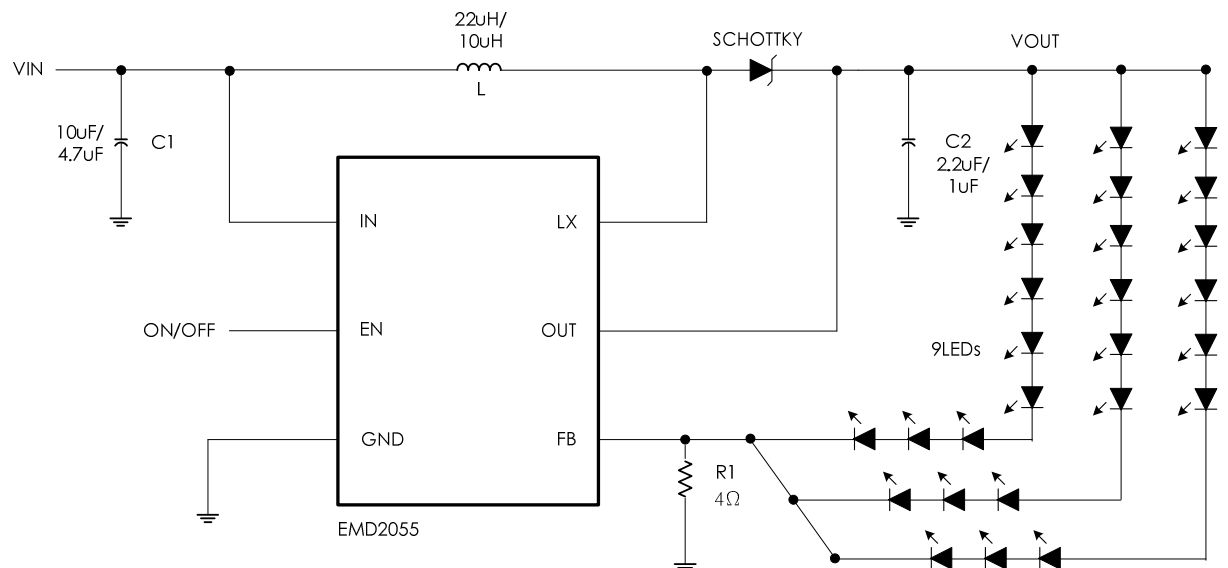 22uH/
10uH
L
SCHOTTKY
VOUT
VIN
10uF/
4.7uF
C1
C2
2.2uF/
1uF
IN
LX
ON/OFF
EN
OUT
9LEDs
GND
FB
R1
4Ω
EMD2055